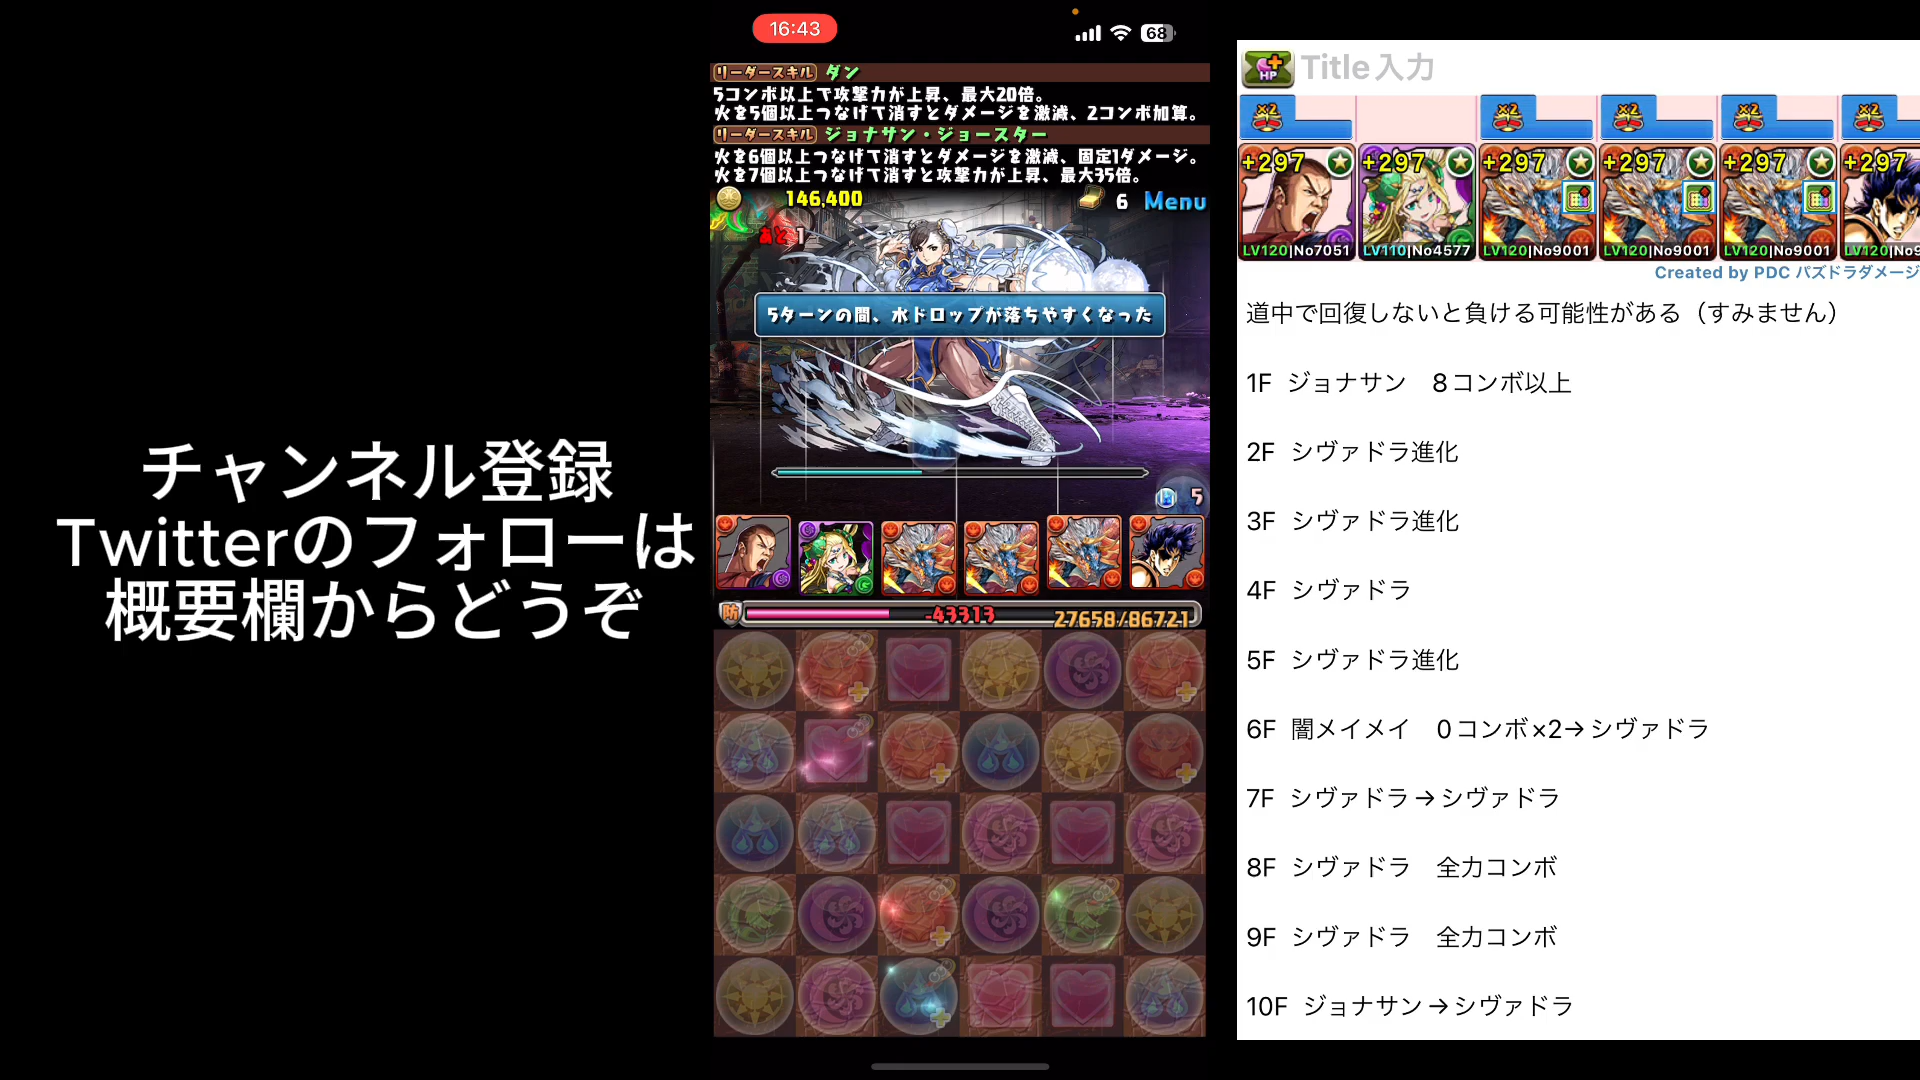 チャンネル登録
Twitterのフォローは
概要欄からどうぞ
16:43
68
リーダースキル ダン
5コンボ以上で攻撃力が上昇、最大20倍。
火を5個以上つなげて消すとダメージを激減、2コンボ加算。
リーダースキル ジョナサン・ジョースター
火を6個以上つなげて消すとダメージを激減、固定1ダメージ。
火を7個以上つなげて消すと攻撃力が上昇、最大35倍。
146,400
6 Menu
あと1
5ターンの間、水ドロップが落ちやすくなった
5
防
-43313
27658/86721
HP Title入力
×2 ×2 ×2 ×2 ×2
+297 +297 +297 +297 +297 +297
LV120|No7051 LV110|No4577 LV120|No9001 LV120|No9001 LV120|No9001 LV120|No9
Created by PDC パズドラダメージ
道中で回復しないと負ける可能性がある（すみません）
1F ジョナサン 8コンボ以上
2F シヴァドラ進化
3F シヴァドラ進化
4F シヴァドラ
5F シヴァドラ進化
6F 闇メイメイ 0コンボ×2→シヴァドラ
7F シヴァドラ→シヴァドラ
8F シヴァドラ 全力コンボ
9F シヴァドラ 全力コンボ
10F ジョナサン→シヴァドラ